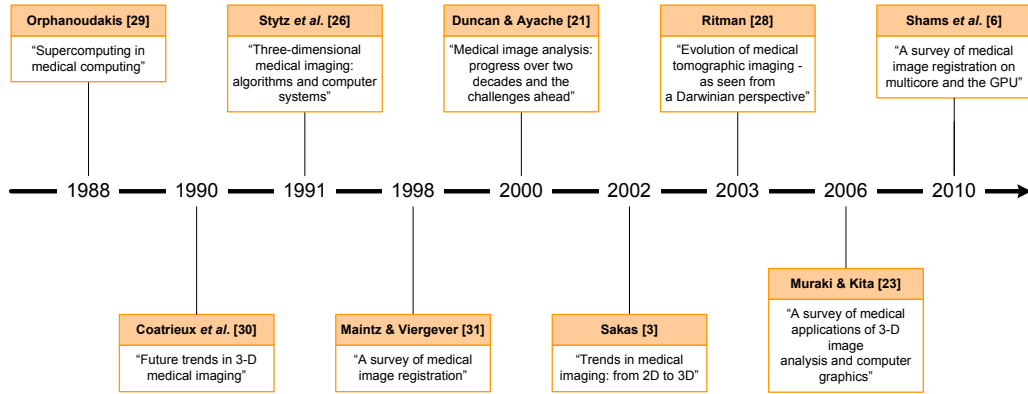 Orphanoudakis [29]
“Supercomputing in
medical computing”
Stytz et al. [26]
“Three-dimensional
medical imaging:
algorithms and computer
systems”
Duncan & Ayache [21]
“Medical image analysis:
progress over two
decades and the
challenges ahead”
Ritman [28]
“Evolution of medical
tomographic imaging -
as seen from
a Darwinian perspective”
Shams et al. [6]
“A survey of medical
image registration on
multicore and the GPU”
1988 1990 1991 1998 2000 2002 2003 2006 2010
Coatrieux et al. [30]
“Future trends in 3-D
medical imaging”
Maintz & Viergever [31]
“A survey of medical
image registration”
Sakas [3]
“Trends in medical
imaging: from 2D to 3D”
Muraki & Kita [23]
“A survey of medical
applications of 3-D
image
analysis and computer
graphics”